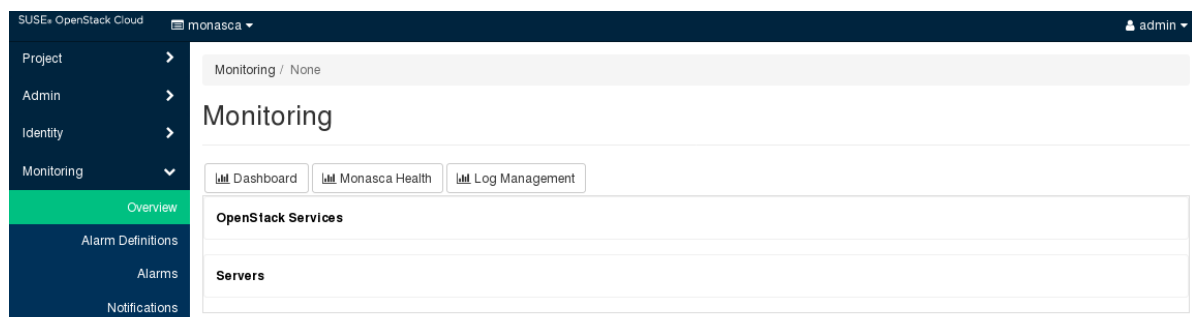 SUSE® OpenStack Cloud
monasca
admin
Project
Admin
Identity
Monitoring
Overview
Alarm Definitions
Alarms
Notifications
Monitoring / None
Monitoring
Dashboard
Monasca Health
Log Management
OpenStack Services
Servers